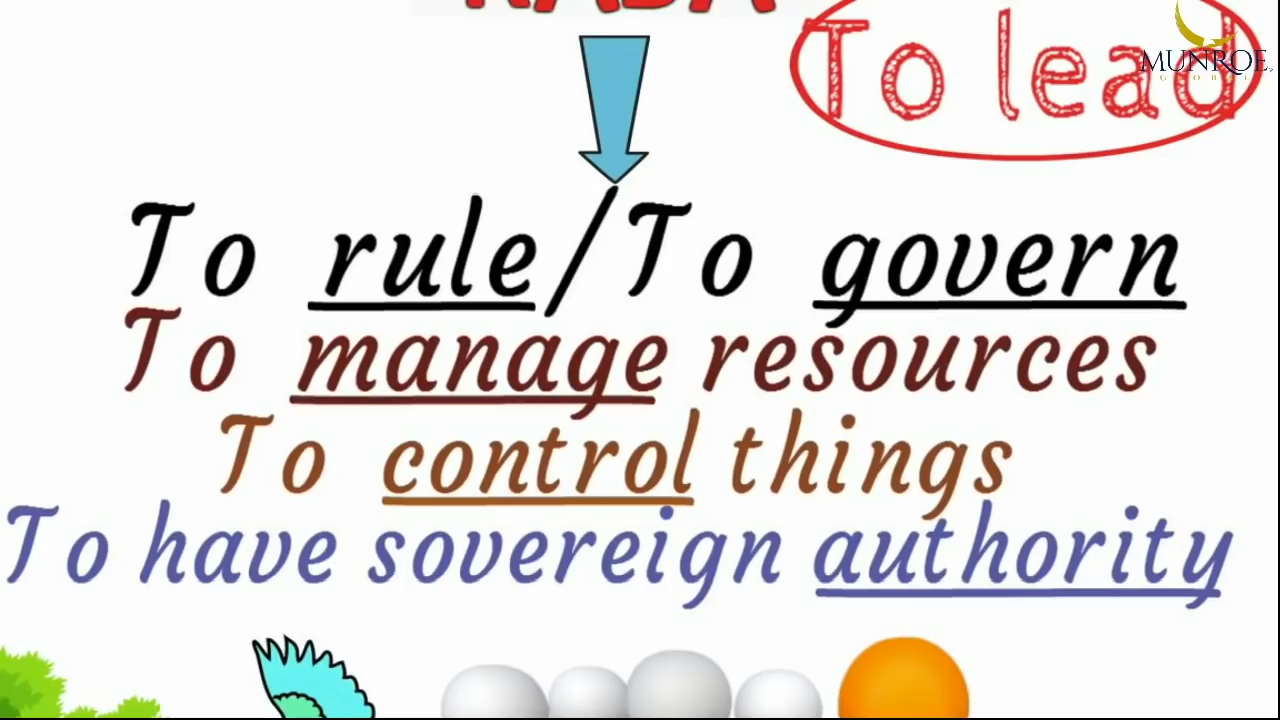 To lead
MUNROE
To rule/To govern
To manage resources
To control things
To have sovereign authority